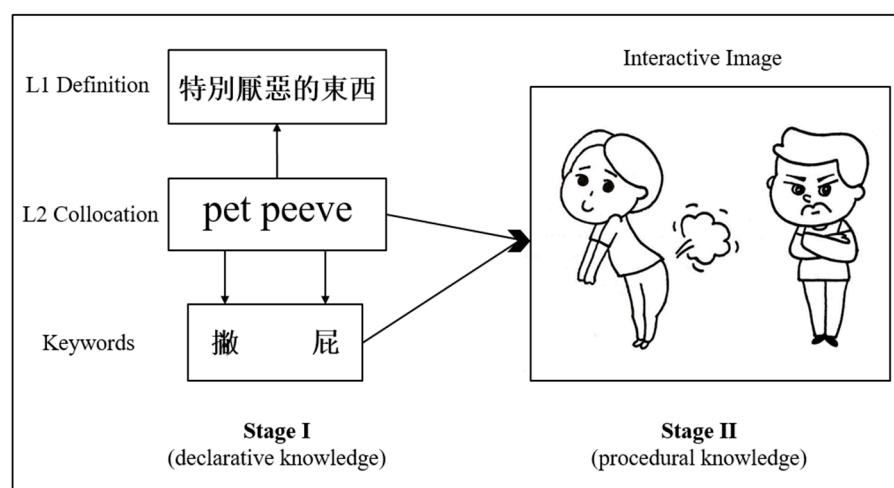 Interactive Image
L1 Definition
特別厭惡的東西
L2 Collocation
pet peeve
Keywords
撇 屁
Stage I
(declarative knowledge)
Stage II
(procedural knowledge)